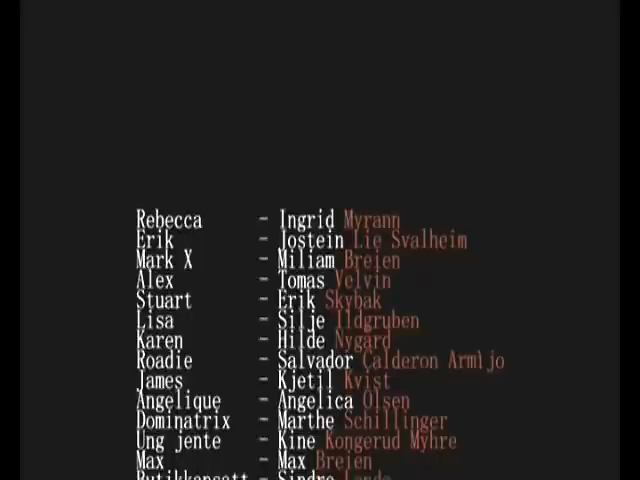 Rebecca - Ingrid Myrann
Erik - Jostein Lie Svalheim
Mark X - Miliam Breien
Alex - Tomas Velvin
Stuart - Erik Skybak
Lisa - Silje Ildgruben
Karen - Hilde Nygård
Roadie - Salvador Calderon Armijo
James - Kjetil Kvist
Angelique - Angelica Olsen
Dominatrix - Marthe Schillinger
Ung jente - Kine Kongerud Myhre
Max - Max Breien
- Sindre